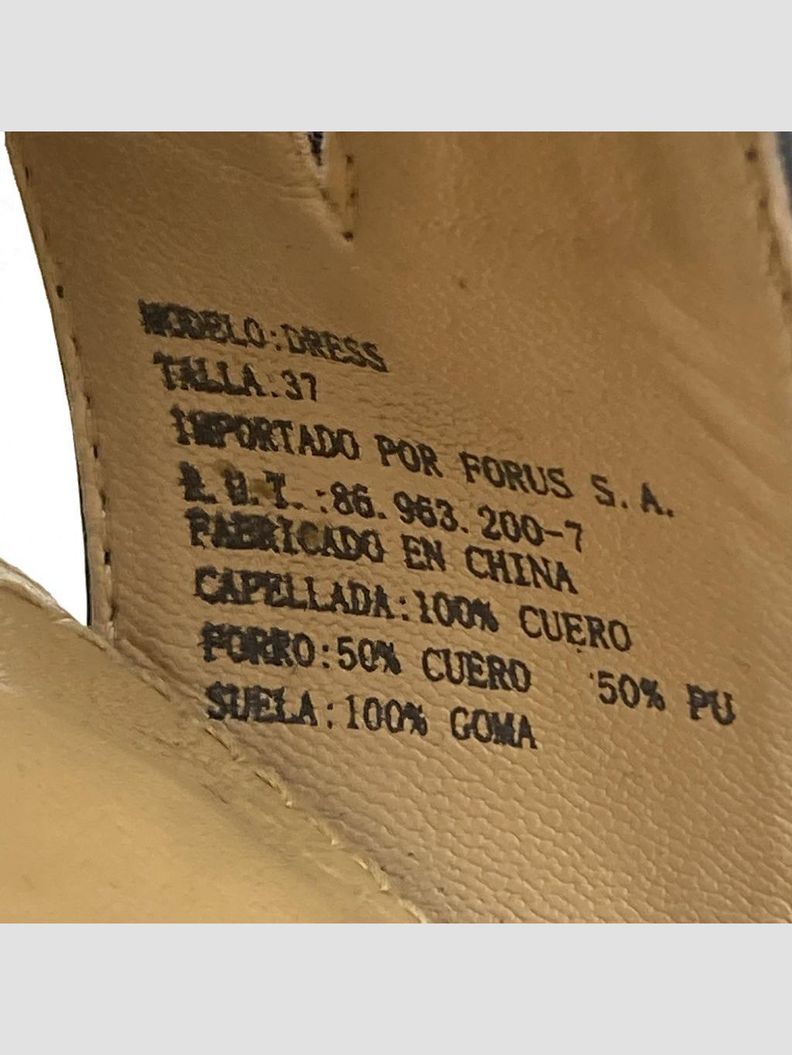 MODELO:DRESS
TALLA:37
IMPORTADO POR FORUS S.A.
R.U.T.:86.963.200-7
FABRICADO EN CHINA
CAPELLADA:100% CUERO
FORRO:50% CUERO 50% PU
SUELA:100% GOMA